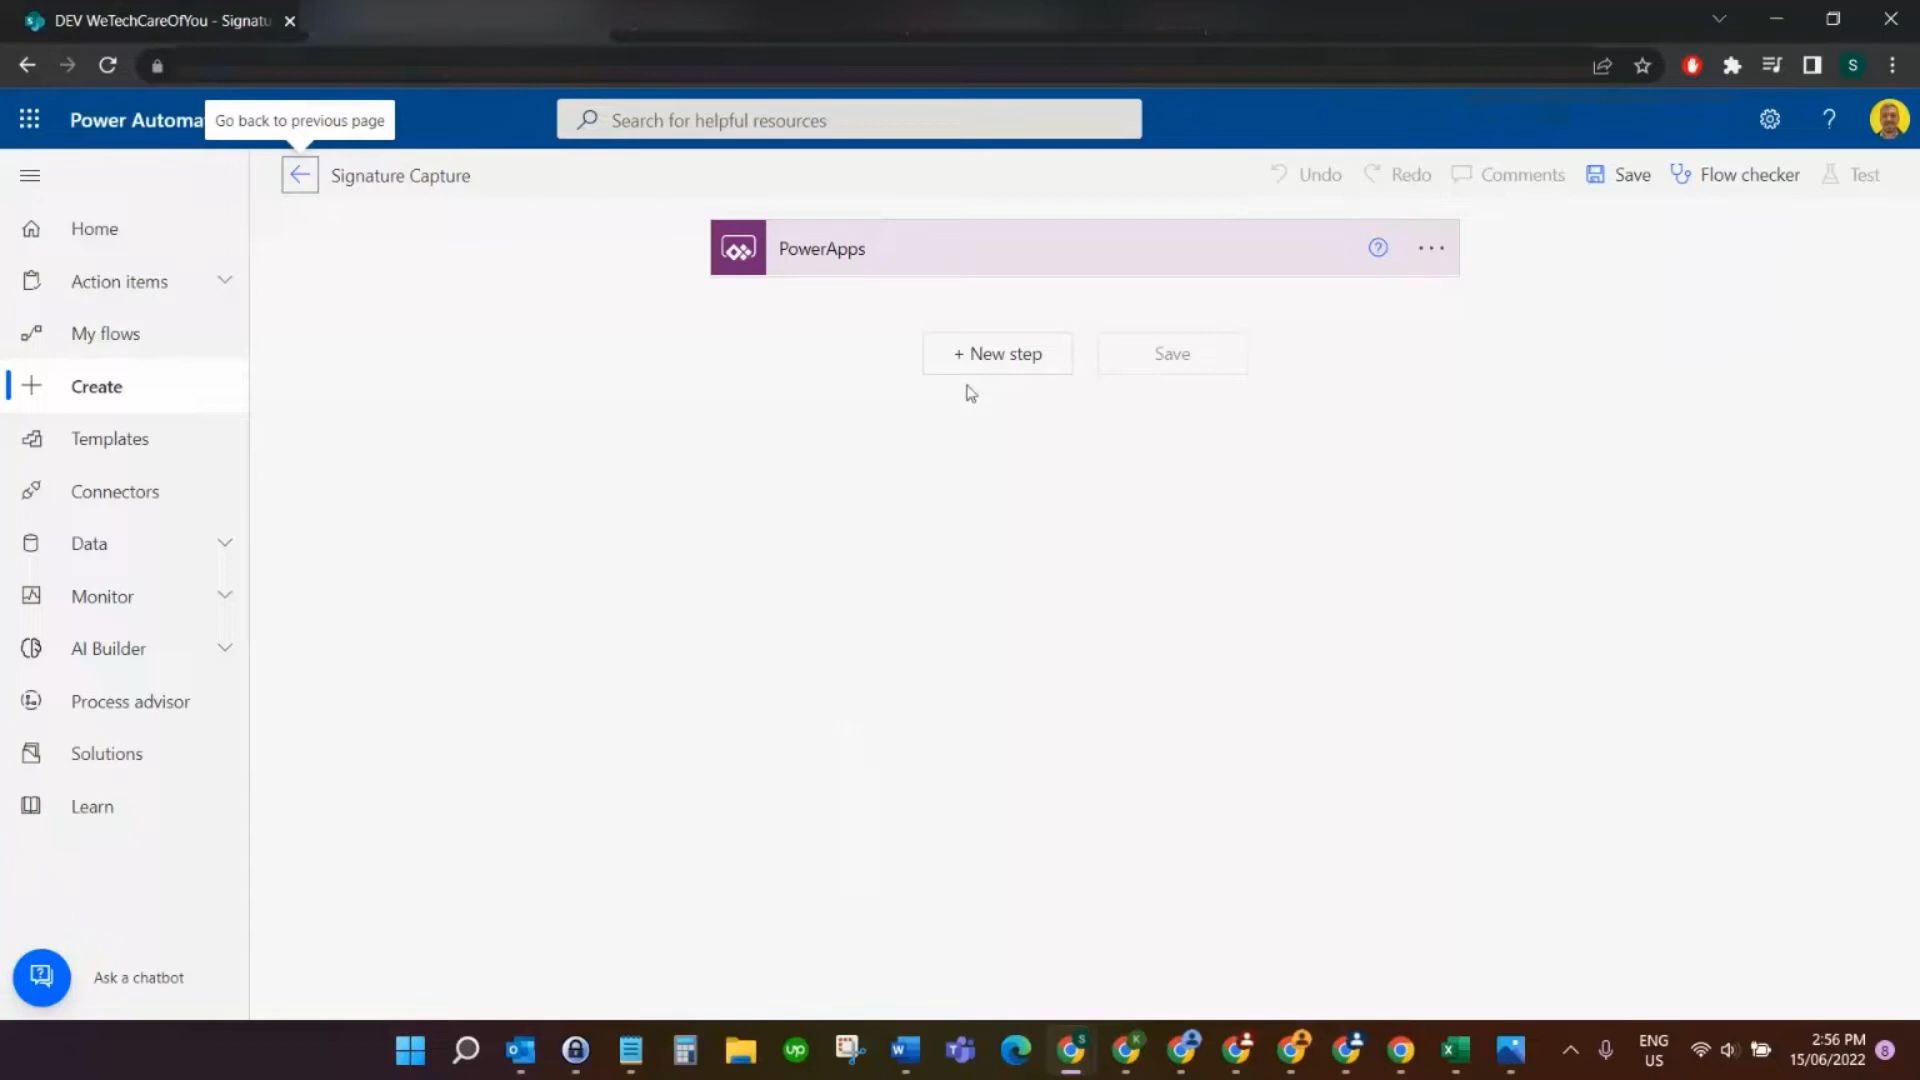 DEV WeTechCareOfYou - Signatu
S
Power Automa
Go back to previous page
Search for helpful resources
?
Signature Capture
Undo
Redo
Comments
Save
Flow checker
Test
Home
Action items
My flows
Create
Templates
Connectors
Data
Monitor
AI Builder
Process advisor
Solutions
Learn
PowerApps
?
+ New step
Save
Ask a chatbot
ENG
US
2:56 PM
15/06/2022
8